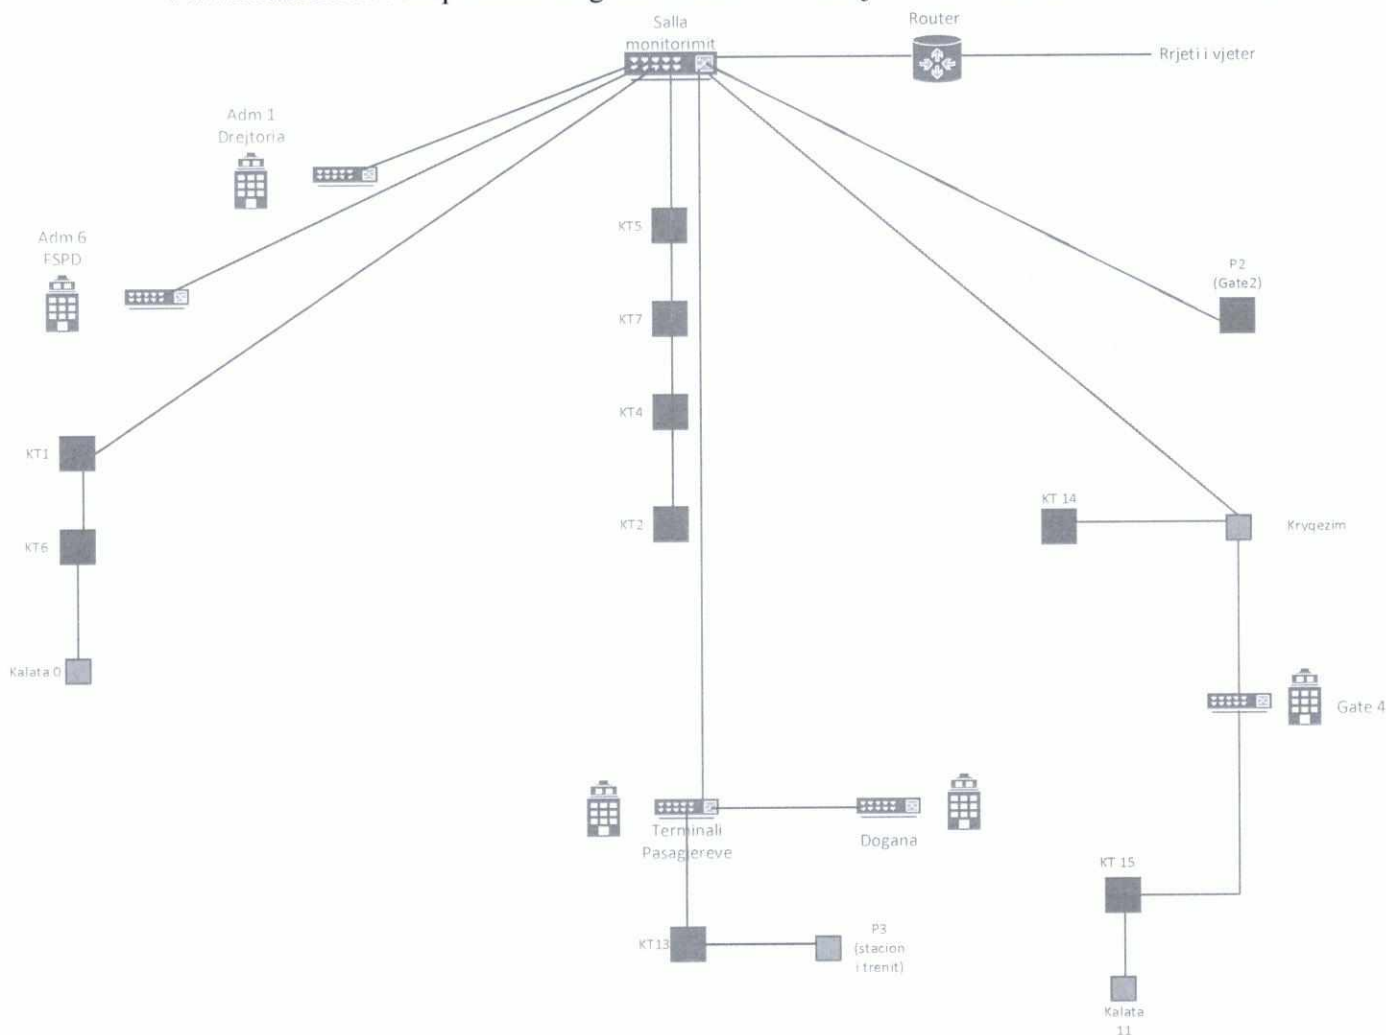 Salla
monitorimit
Router
Rrjeti i vjeter
Adm 1
Drejtoria
Adm 6
FSPD
KT5
P2
(Gate2)
KT7
KT4
KT1
KT 14
KT2
Kryqezim
KT6
Kalata 0
Gate 4
Terminali
Pasagjereve
Dogana
KT 15
KT13
P3
(stacion
i trenit)
Kalata
11